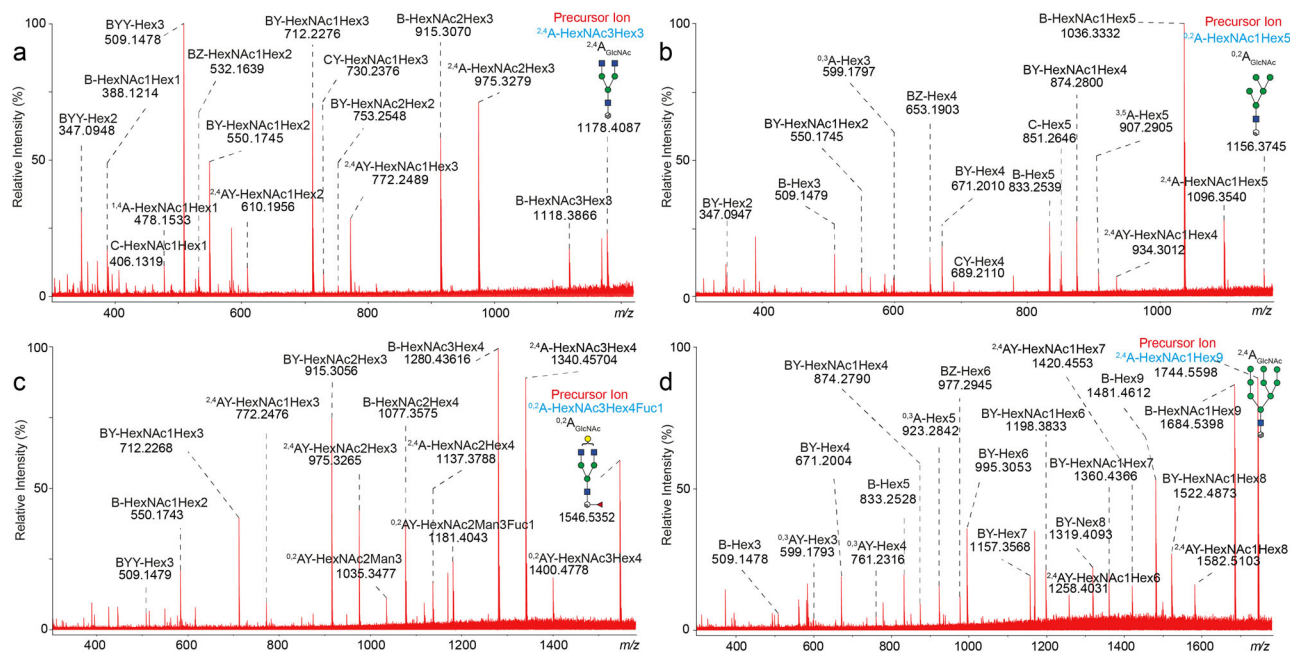 a
Relative Intensity (%)
100
50
0
400
600
800
1000
m/z
BYY-Hex3
509.1478
BY-HexNAc1Hex3
712.2276
B-HexNAc2Hex3
915.3070
Precursor Ion
2,4A-HexNAc3Hex3
2,4A GlcNAc
1178.4087
BZ-HexNAc1Hex2
532.1639
CY-HexNAc1Hex3
730.2376
2,4A-HexNAc2Hex3
975.3279
B-HexNAc1Hex1
388.1214
BYY-Hex2
347.0948
BY-HexNAc1Hex2
550.1745
BY-HexNAc2Hex2
753.2548
2,4AY-HexNAc1Hex3
772.2489
2,4AY-HexNAc1Hex2
610.1956
1,4A-HexNAc1Hex1
478.1533
B-HexNAc3Hex3
1118.3866
C-HexNAc1Hex1
406.1319
b
Relative Intensity (%)
100
50
0
400
600
800
1000
m/z
B-HexNAc1Hex5
1036.3332
Precursor Ion
0,2A-HexNAc1Hex5
0,2A GlcNAc
1156.3745
0,3A-Hex3
599.1797
BY-HexNAc1Hex4
874.2800
BZ-Hex4
653.1903
3,5A-Hex5
907.2905
C-Hex5
851.2646
BY-HexNAc1Hex2
550.1745
BY-Hex4
671.2010
B-Hex5
833.2539
2,4A-HexNAc1Hex5
1096.3540
B-Hex3
509.1479
BY-Hex2
347.0947
2,4AY-HexNAc1Hex4
934.3012
CY-Hex4
689.2110
c
Relative Intensity (%)
100
50
0
400
600
800
1000
1200
1400
m/z
B-HexNAc3Hex4
1280.43616
2,4A-HexNAc3Hex4
1340.45704
BY-HexNAc2Hex3
915.3056
Precursor Ion
0,2A-HexNAc3Hex4Fuc1
0,2A GlcNAc
1546.5352
2,4AY-HexNAc1Hex3
772.2476
B-HexNAc2Hex4
1077.3575
BY-HexNAc1Hex3
712.2268
2,4AY-HexNAc2Hex3
975.3265
2,4A-HexNAc2Hex4
1137.3788
B-HexNAc1Hex2
550.1743
0,2AY-HexNAc2Man3Fuc1
1181.4043
BYY-Hex3
509.1479
0,2AY-HexNAc2Man3
1035.3477
0,2AY-HexNAc3Hex4
1400.4778
d
Relative Intensity (%)
100
50
0
400
600
800
1000
1200
1400
1600
m/z
2,4AY-HexNAc1Hex7
1420.4553
Precursor Ion
2,4A-HexNAc1Hex9
1744.5598
2,4A GlcNAc
BY-HexNAc1Hex4
874.2790
BZ-Hex6
977.2945
B-Hex9
1481.4612
0,3A-Hex5
923.2842
BY-HexNAc1Hex6
1198.3833
B-HexNAc1Hex9
1684.5398
BY-Hex4
671.2004
BY-Hex6
995.3053
BY-HexNAc1Hex7
1360.4366
BY-HexNAc1Hex8
1522.4873
B-Hex5
833.2528
BY-Hex7
1157.3568
BY-Nex8
1319.4093
B-Hex3
509.1478
0,3AY-Hex3
599.1793
0,3AY-Hex4
761.2316
2,4AY-HexNAc1Hex6
1258.4031
2,4AY-HexNAc1Hex8
1582.5103